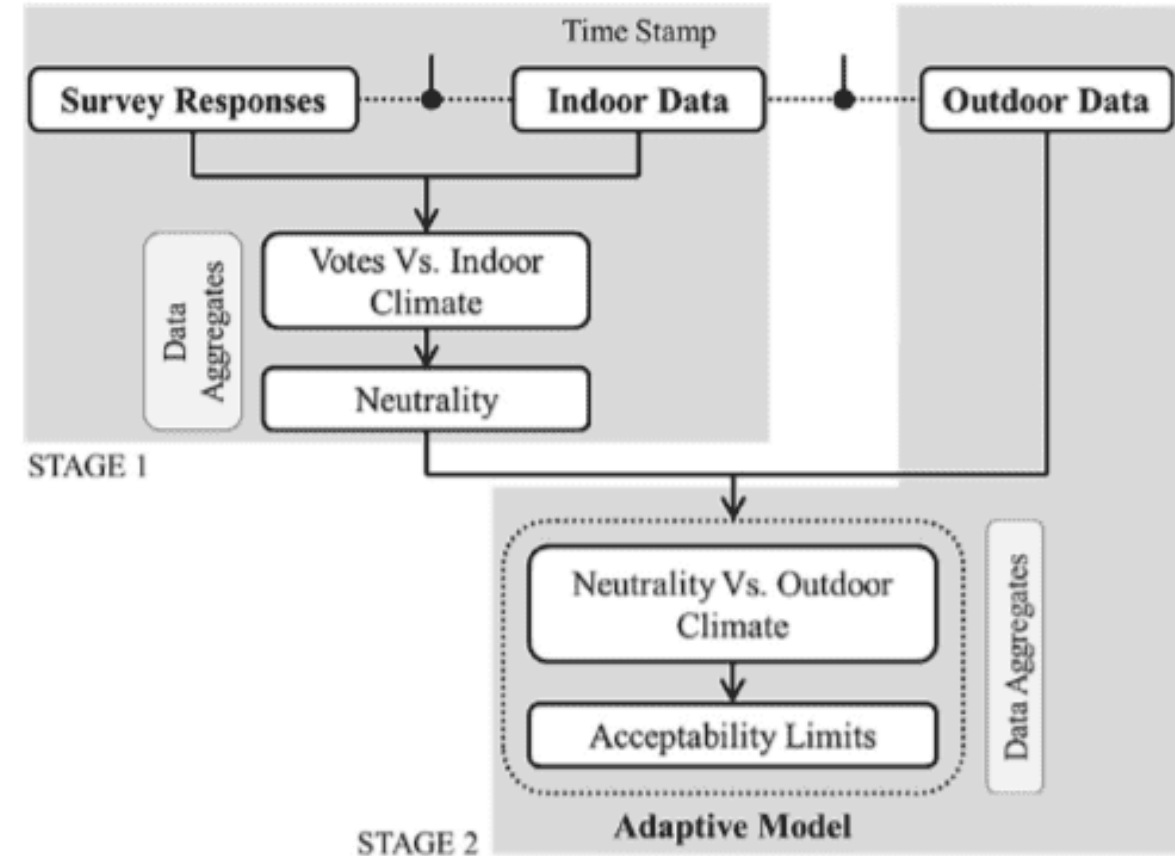 Time Stamp
Survey Responses
Indoor Data
Outdoor Data
Votes Vs. Indoor
Climate
Data
Aggregates
Neutrality
STAGE 1
Neutrality Vs. Outdoor
Climate
Acceptability Limits
Data Aggregates
Adaptive Model
STAGE 2